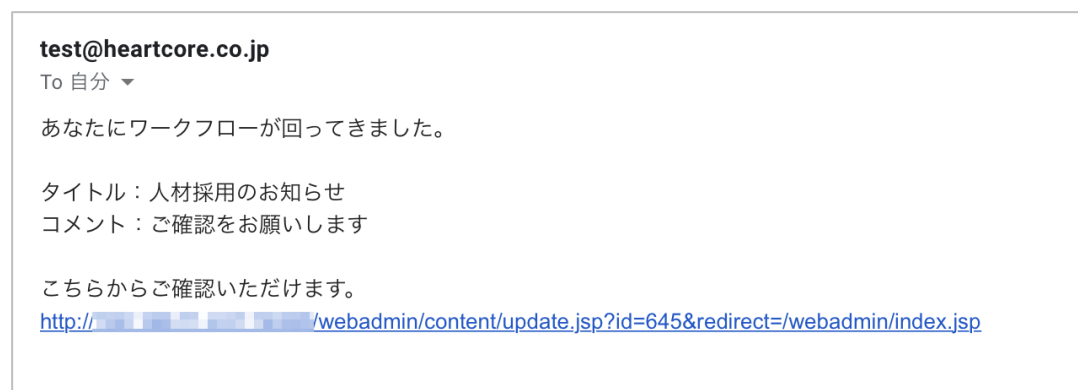 test@heartcore.co.jp
To 自分
あなたにワークフローが回ってきました。
タイトル：人材採用のお知らせ
コメント：ご確認をお願いします
こちらからご確認いただけます。
http:// /webadmin/content/update.jsp?id=645&redirect=/webadmin/index.jsp